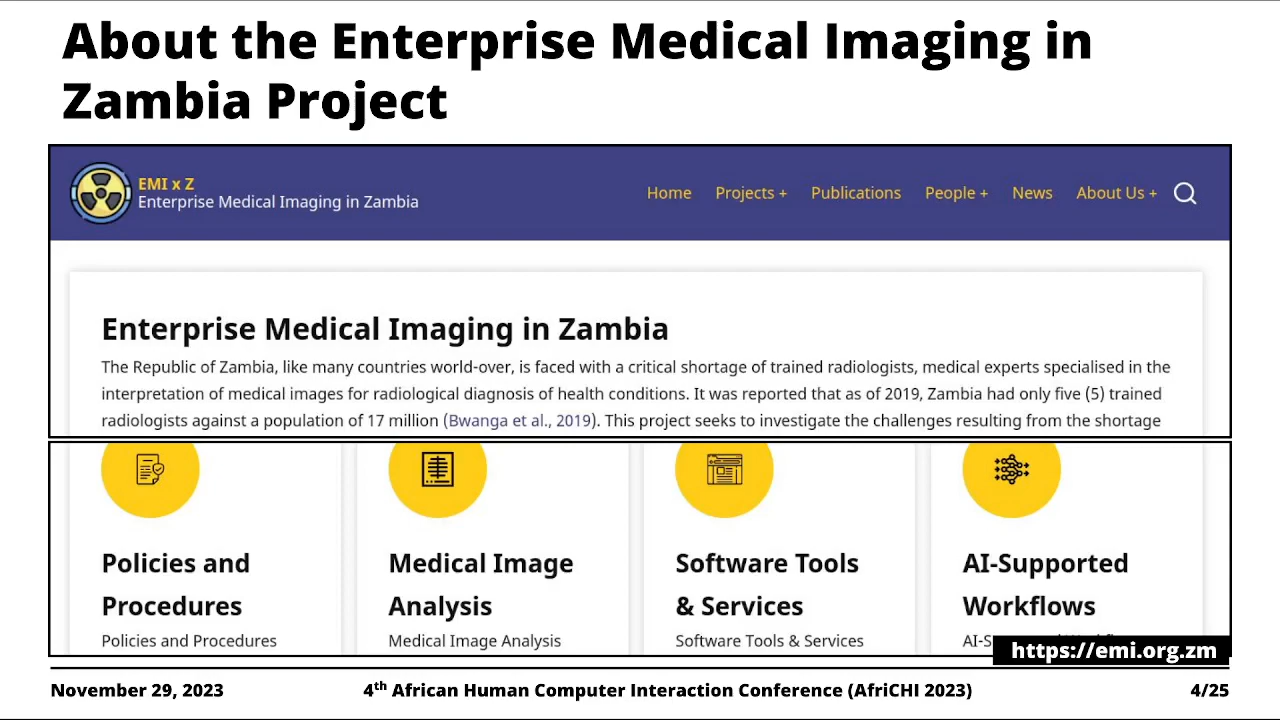 About the Enterprise Medical Imaging in
Zambia Project
EMI x Z
Enterprise Medical Imaging in Zambia
Home Projects + Publications People + News About Us +
Enterprise Medical Imaging in Zambia
The Republic of Zambia, like many countries world-over, is faced with a critical shortage of trained radiologists, medical experts specialised in the
interpretation of medical images for radiological diagnosis of health conditions. It was reported that as of 2019, Zambia had only five (5) trained
radiologists against a population of 17 million (Bwanga et al., 2019). This project seeks to investigate the challenges resulting from the shortage
Policies and
Procedures
Policies and Procedures
Medical Image
Analysis
Medical Image Analysis
Software Tools
& Services
Software Tools & Services
AI-Supported
Workflows
https://emi.org.zm
November 29, 2023 4th African Human Computer Interaction Conference (AfriCHI 2023) 4/25